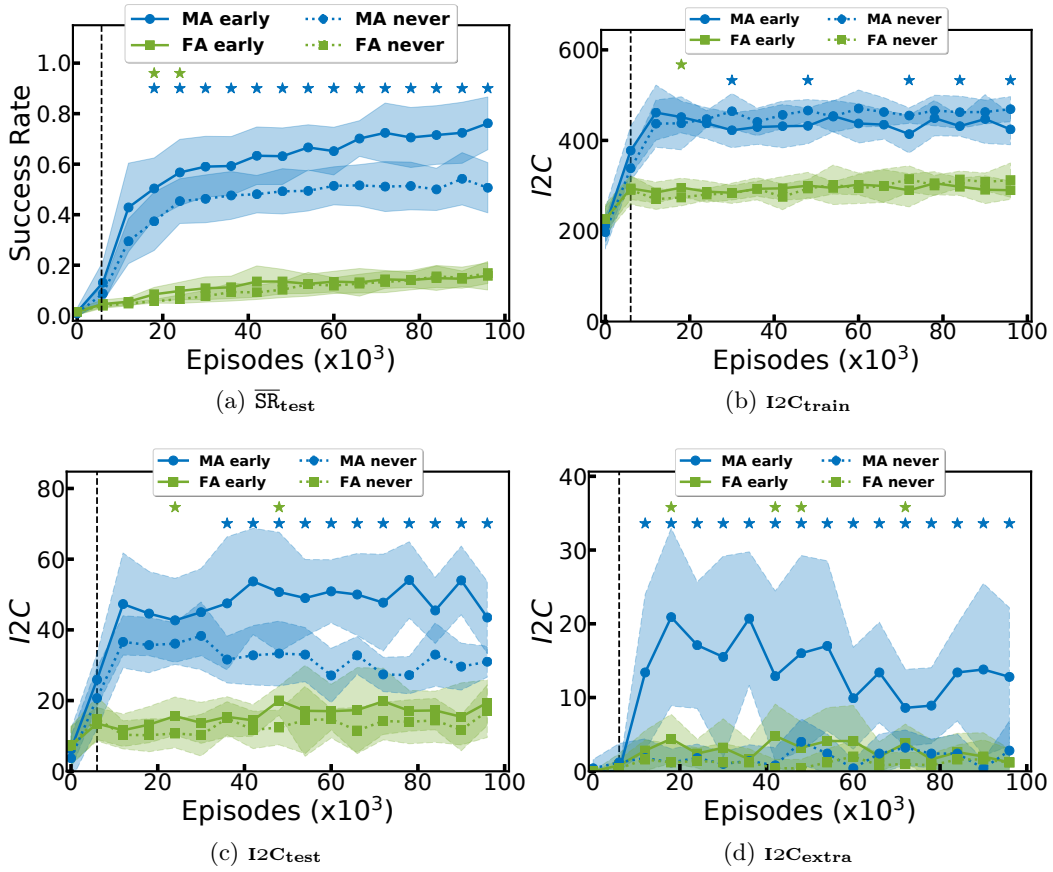 MA early MA never
FA early FA never
1.0
0.8
0.6
0.4
0.2
0.0
Success Rate
0 20 40 60 80 100
Episodes (x10³)
(a) S̅R̅test
MA early MA never
FA early FA never
600
400
200
0
I2C
0 20 40 60 80 100
Episodes (x10³)
(b) I2Ctrain
MA early MA never
FA early FA never
80
60
40
20
0
I2C
0 20 40 60 80 100
Episodes (x10³)
(c) I2Ctest
MA early MA never
FA early FA never
40
30
20
10
0
I2C
0 20 40 60 80 100
Episodes (x10³)
(d) I2Cextra